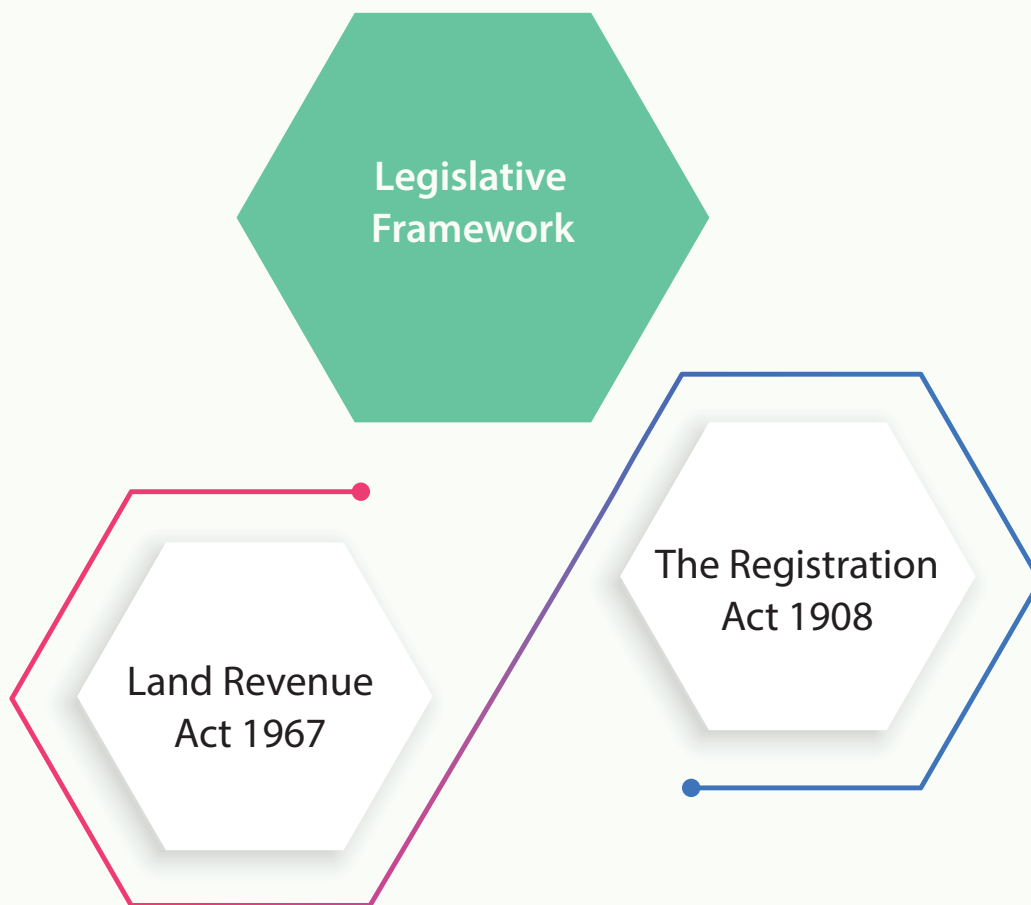 Legislative
Framework
Land Revenue
Act 1967
The Registration
Act 1908